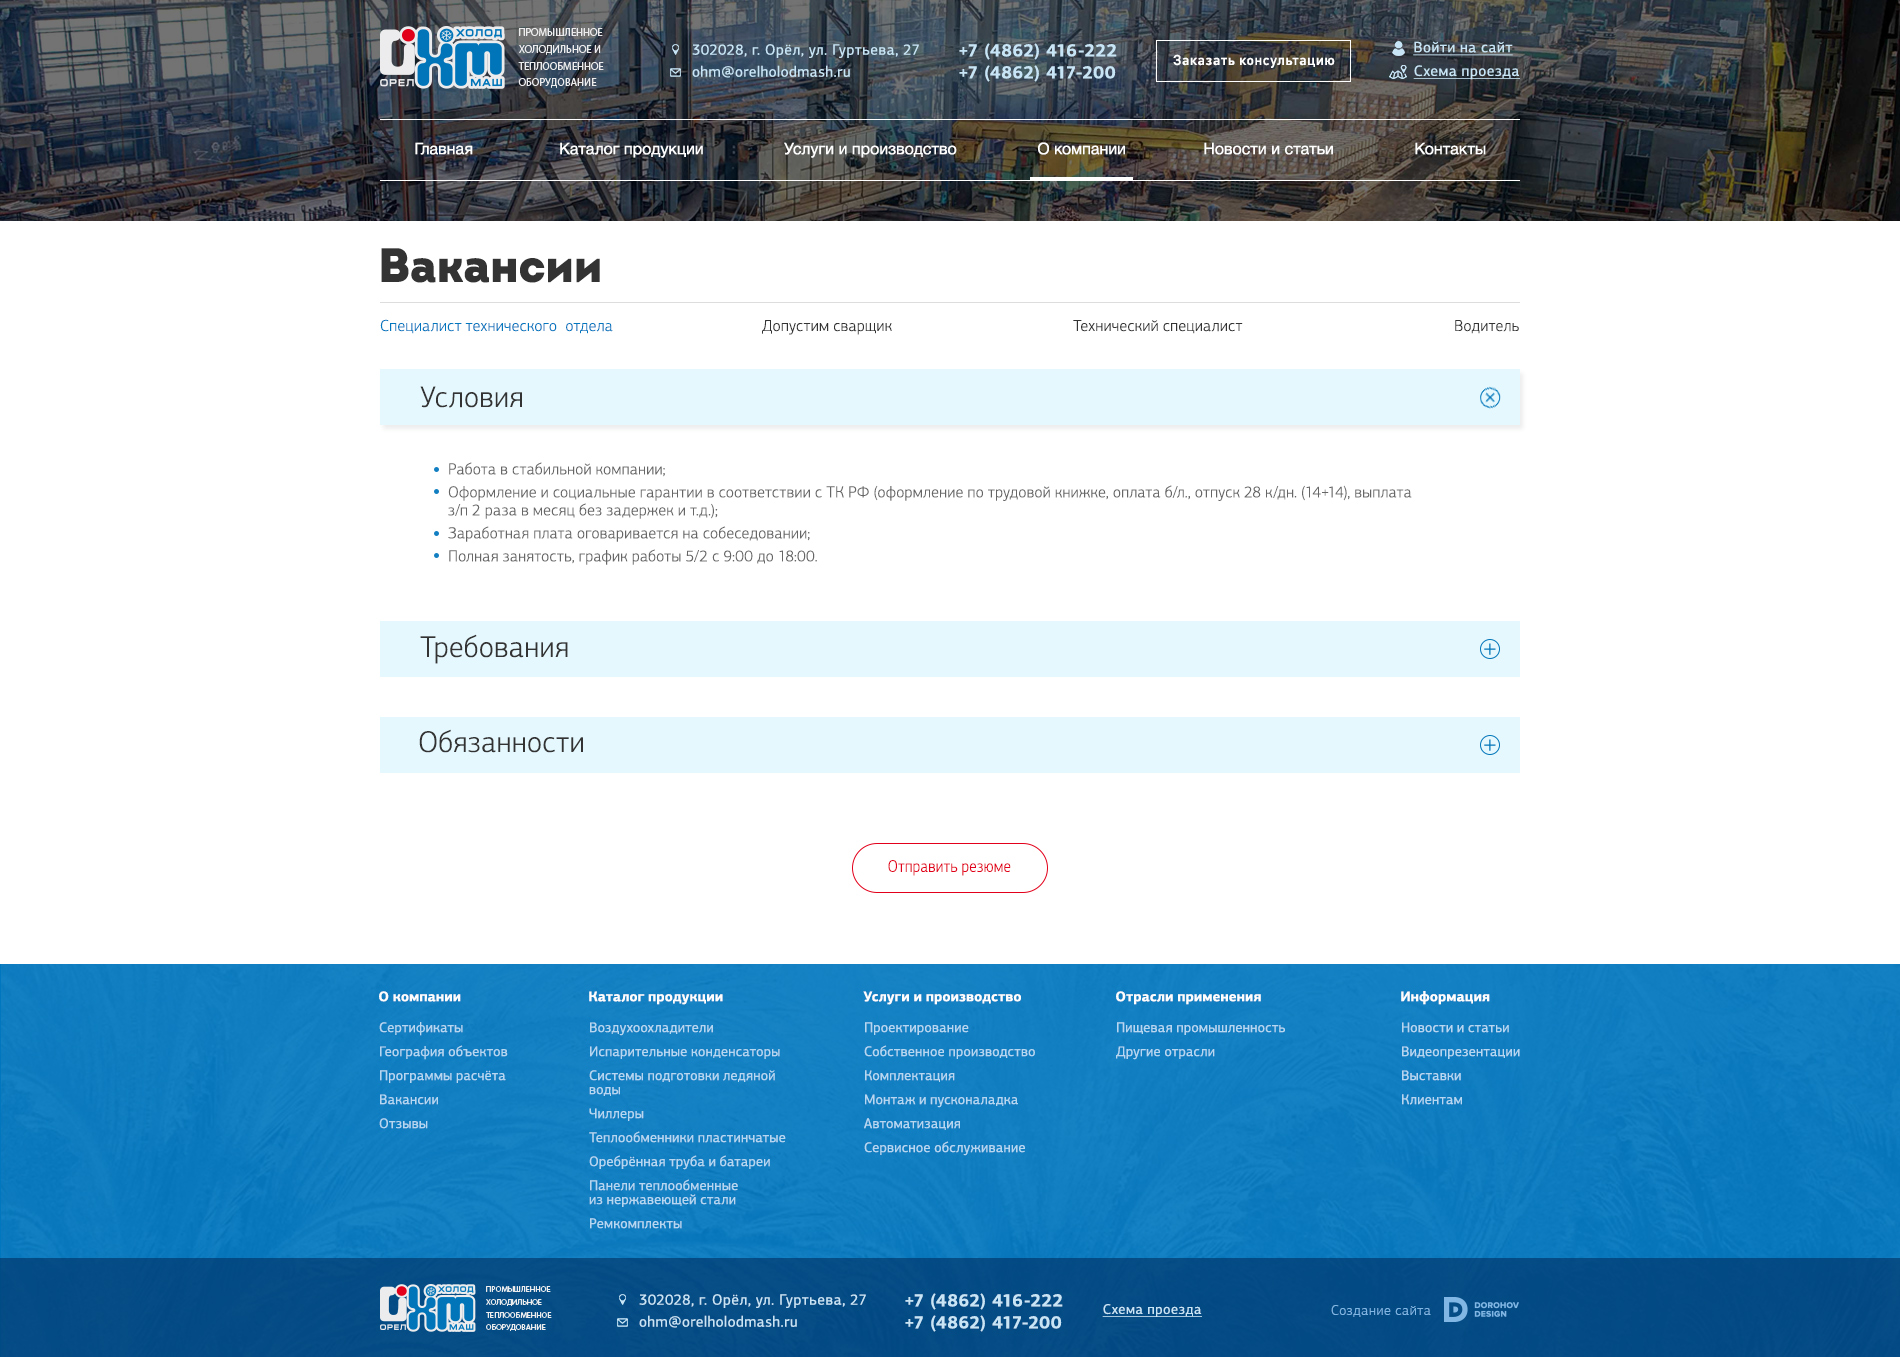 ОРЕЛ
ХОЛОД
МАШ
ПРОМЫШЛЕННОЕ
ХОЛОДИЛЬНОЕ И
ТЕПЛООБМЕННОЕ
ОБОРУДОВАНИЕ
302028, г. Орёл, ул. Гуртьева, 27
ohm@orelholodmash.ru
+7 (4862) 416-222
+7 (4862) 417-200
Заказать консультацию
Войти на сайт
Схема проезда
Главная
Каталог продукции
Услуги и производство
О компании
Новости и статьи
Контакты
Вакансии
Специалист технического отдела
Допустим сварщик
Технический специалист
Водитель
Условия
Работа в стабильной компании;
Оформление и социальные гарантии в соответствии с ТК РФ (оформление по трудовой книжке, оплата б/л., отпуск 28 к/дн. (14+14), выплата
з/п 2 раза в месяц без задержек и т.д.);
Заработная плата оговаривается на собеседовании;
Полная занятость, график работы 5/2 с 9:00 до 18:00.
Требования
Обязанности
Отправить резюме
О компании
Сертификаты
География объектов
Программы расчёта
Вакансии
Отзывы
Каталог продукции
Воздухоохладители
Испарительные конденсаторы
Системы подготовки ледяной
воды
Чиллеры
Теплообменники пластинчатые
Оребрённая труба и батареи
Панели теплообменные
из нержавеющей стали
Ремкомплекты
Услуги и производство
Проектирование
Собственное производство
Комплектация
Монтаж и пусконаладка
Автоматизация
Сервисное обслуживание
Отрасли применения
Пищевая промышленность
Другие отрасли
Информация
Новости и статьи
Видеопрезентации
Выставки
Клиентам
ОРЕЛ
ХОЛОД
МАШ
ПРОМЫШЛЕННОЕ
ХОЛОДИЛЬНОЕ
ТЕПЛООБМЕННОЕ
ОБОРУДОВАНИЕ
302028, г. Орёл, ул. Гуртьева, 27
ohm@orelholodmash.ru
+7 (4862) 416-222
+7 (4862) 417-200
Схема проезда
Создание сайта
DOROHOV
DESIGN